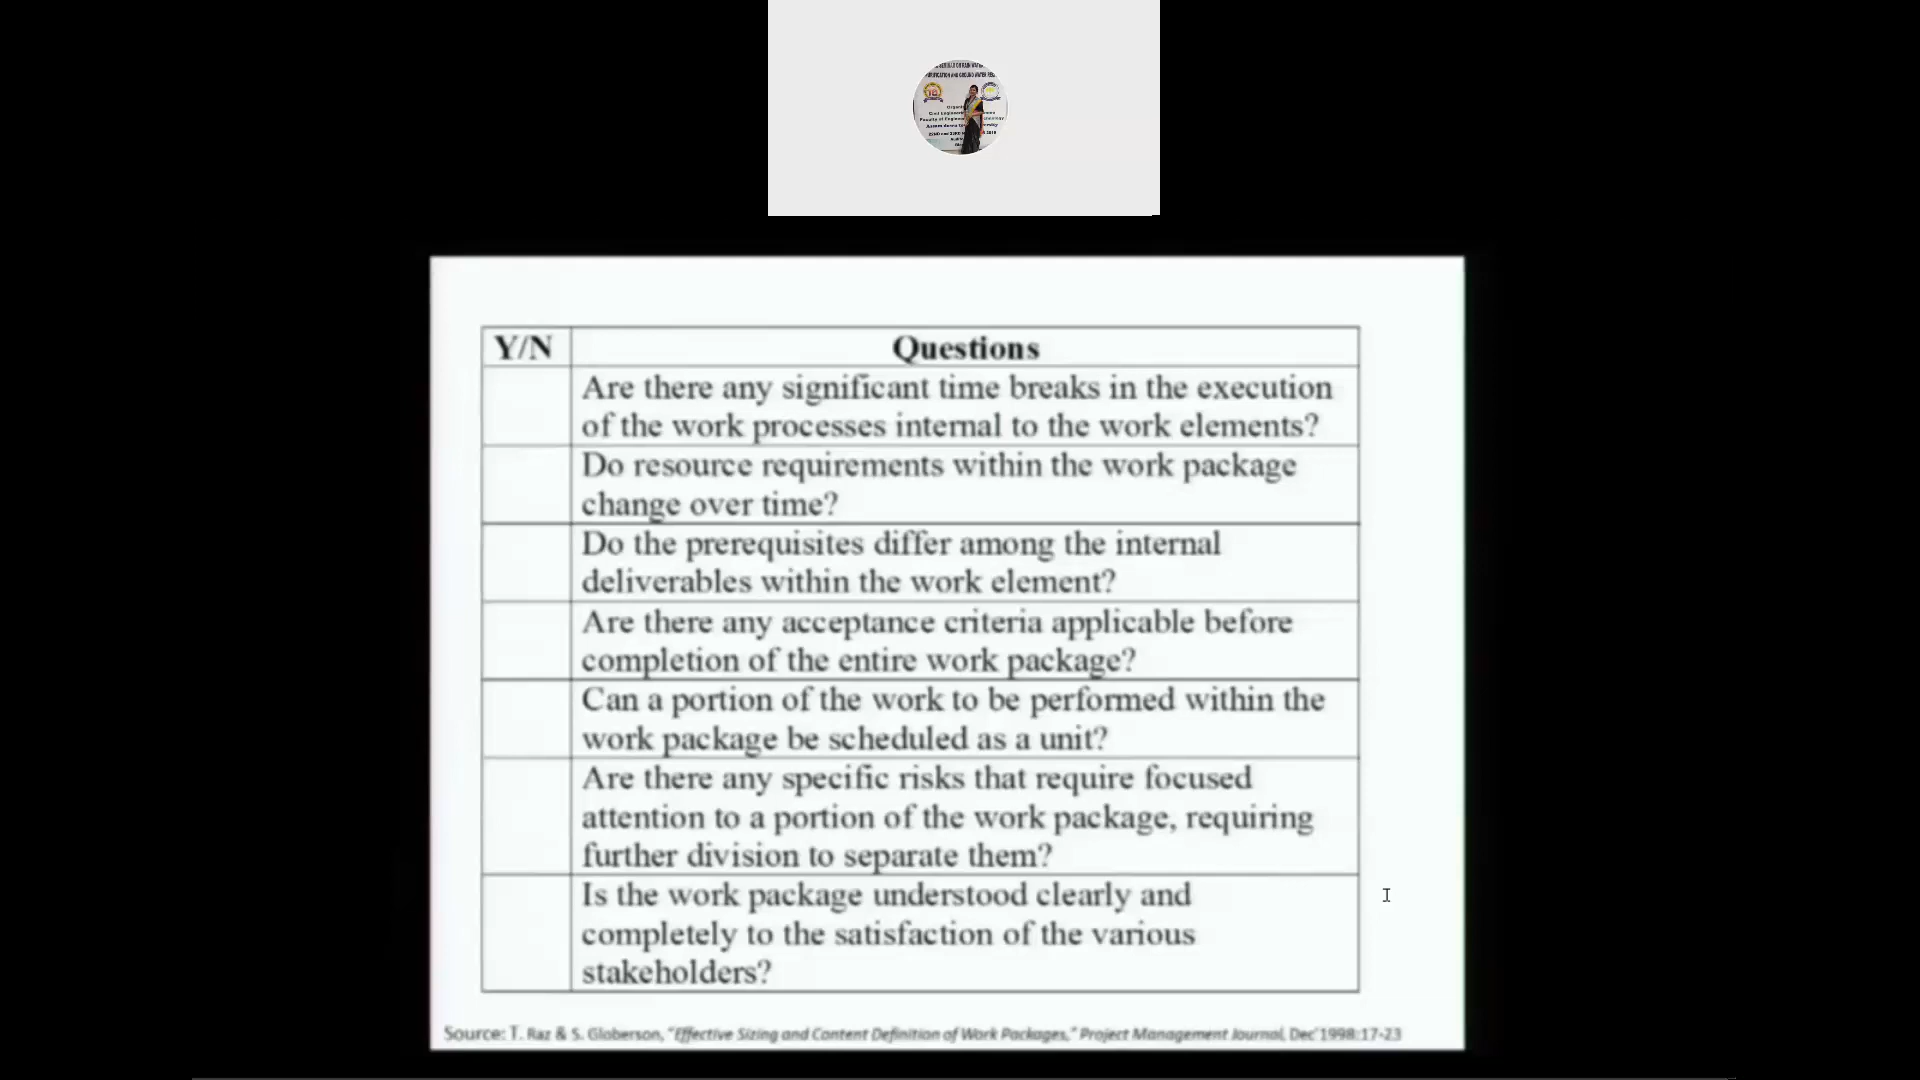 Y/N
Questions
Are there any significant time breaks in the execution
of the work processes internal to the work elements?
Do resource requirements within the work package
change over time?
Do the prerequisites differ among the internal
deliverables within the work element?
Are there any acceptance criteria applicable before
completion of the entire work package?
Can a portion of the work to be performed within the
work package be scheduled as a unit?
Are there any specific risks that require focused
attention to a portion of the work package, requiring
further division to separate them?
Is the work package understood clearly and
completely to the satisfaction of the various
stakeholders?
Source: T. Raz & S. Globerson, "Effective Sizing and Content Definition of Work Packages," Project Management Journal, Dec'1998:17-23